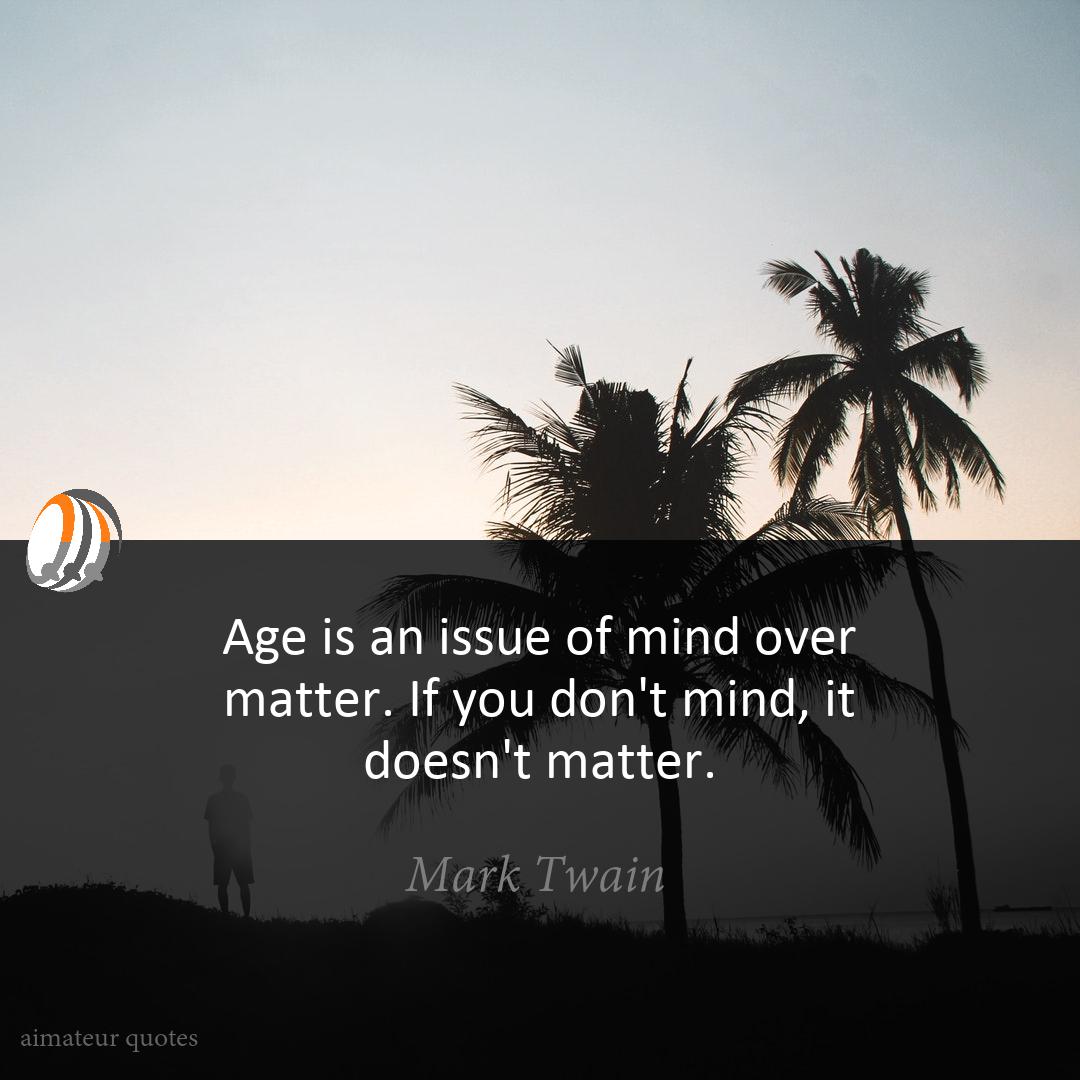 Age is an issue of mind over
matter. If you don't mind, it
doesn't matter.
Mark Twain
aimateur quotes